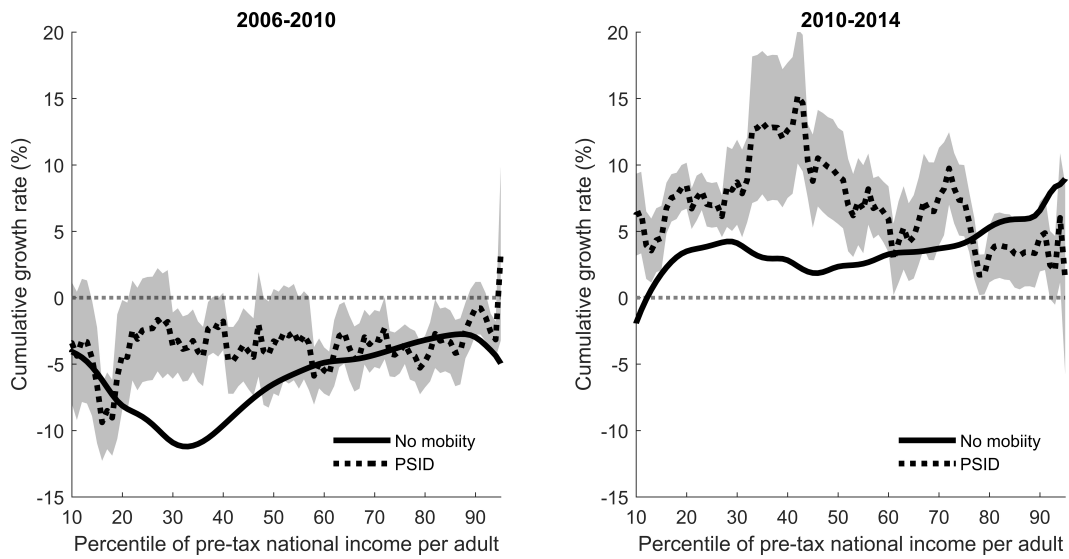 2006-2010
20
15
10
5
0
-5
-10
-15
10 20 30 40 50 60 70 80 90
Cumulative growth rate (%)
Percentile of pre-tax national income per adult
No mobiity
PSID
2010-2014
20
15
10
5
0
-5
-10
-15
10 20 30 40 50 60 70 80 90
Cumulative growth rate (%)
Percentile of pre-tax national income per adult
No mobiity
PSID